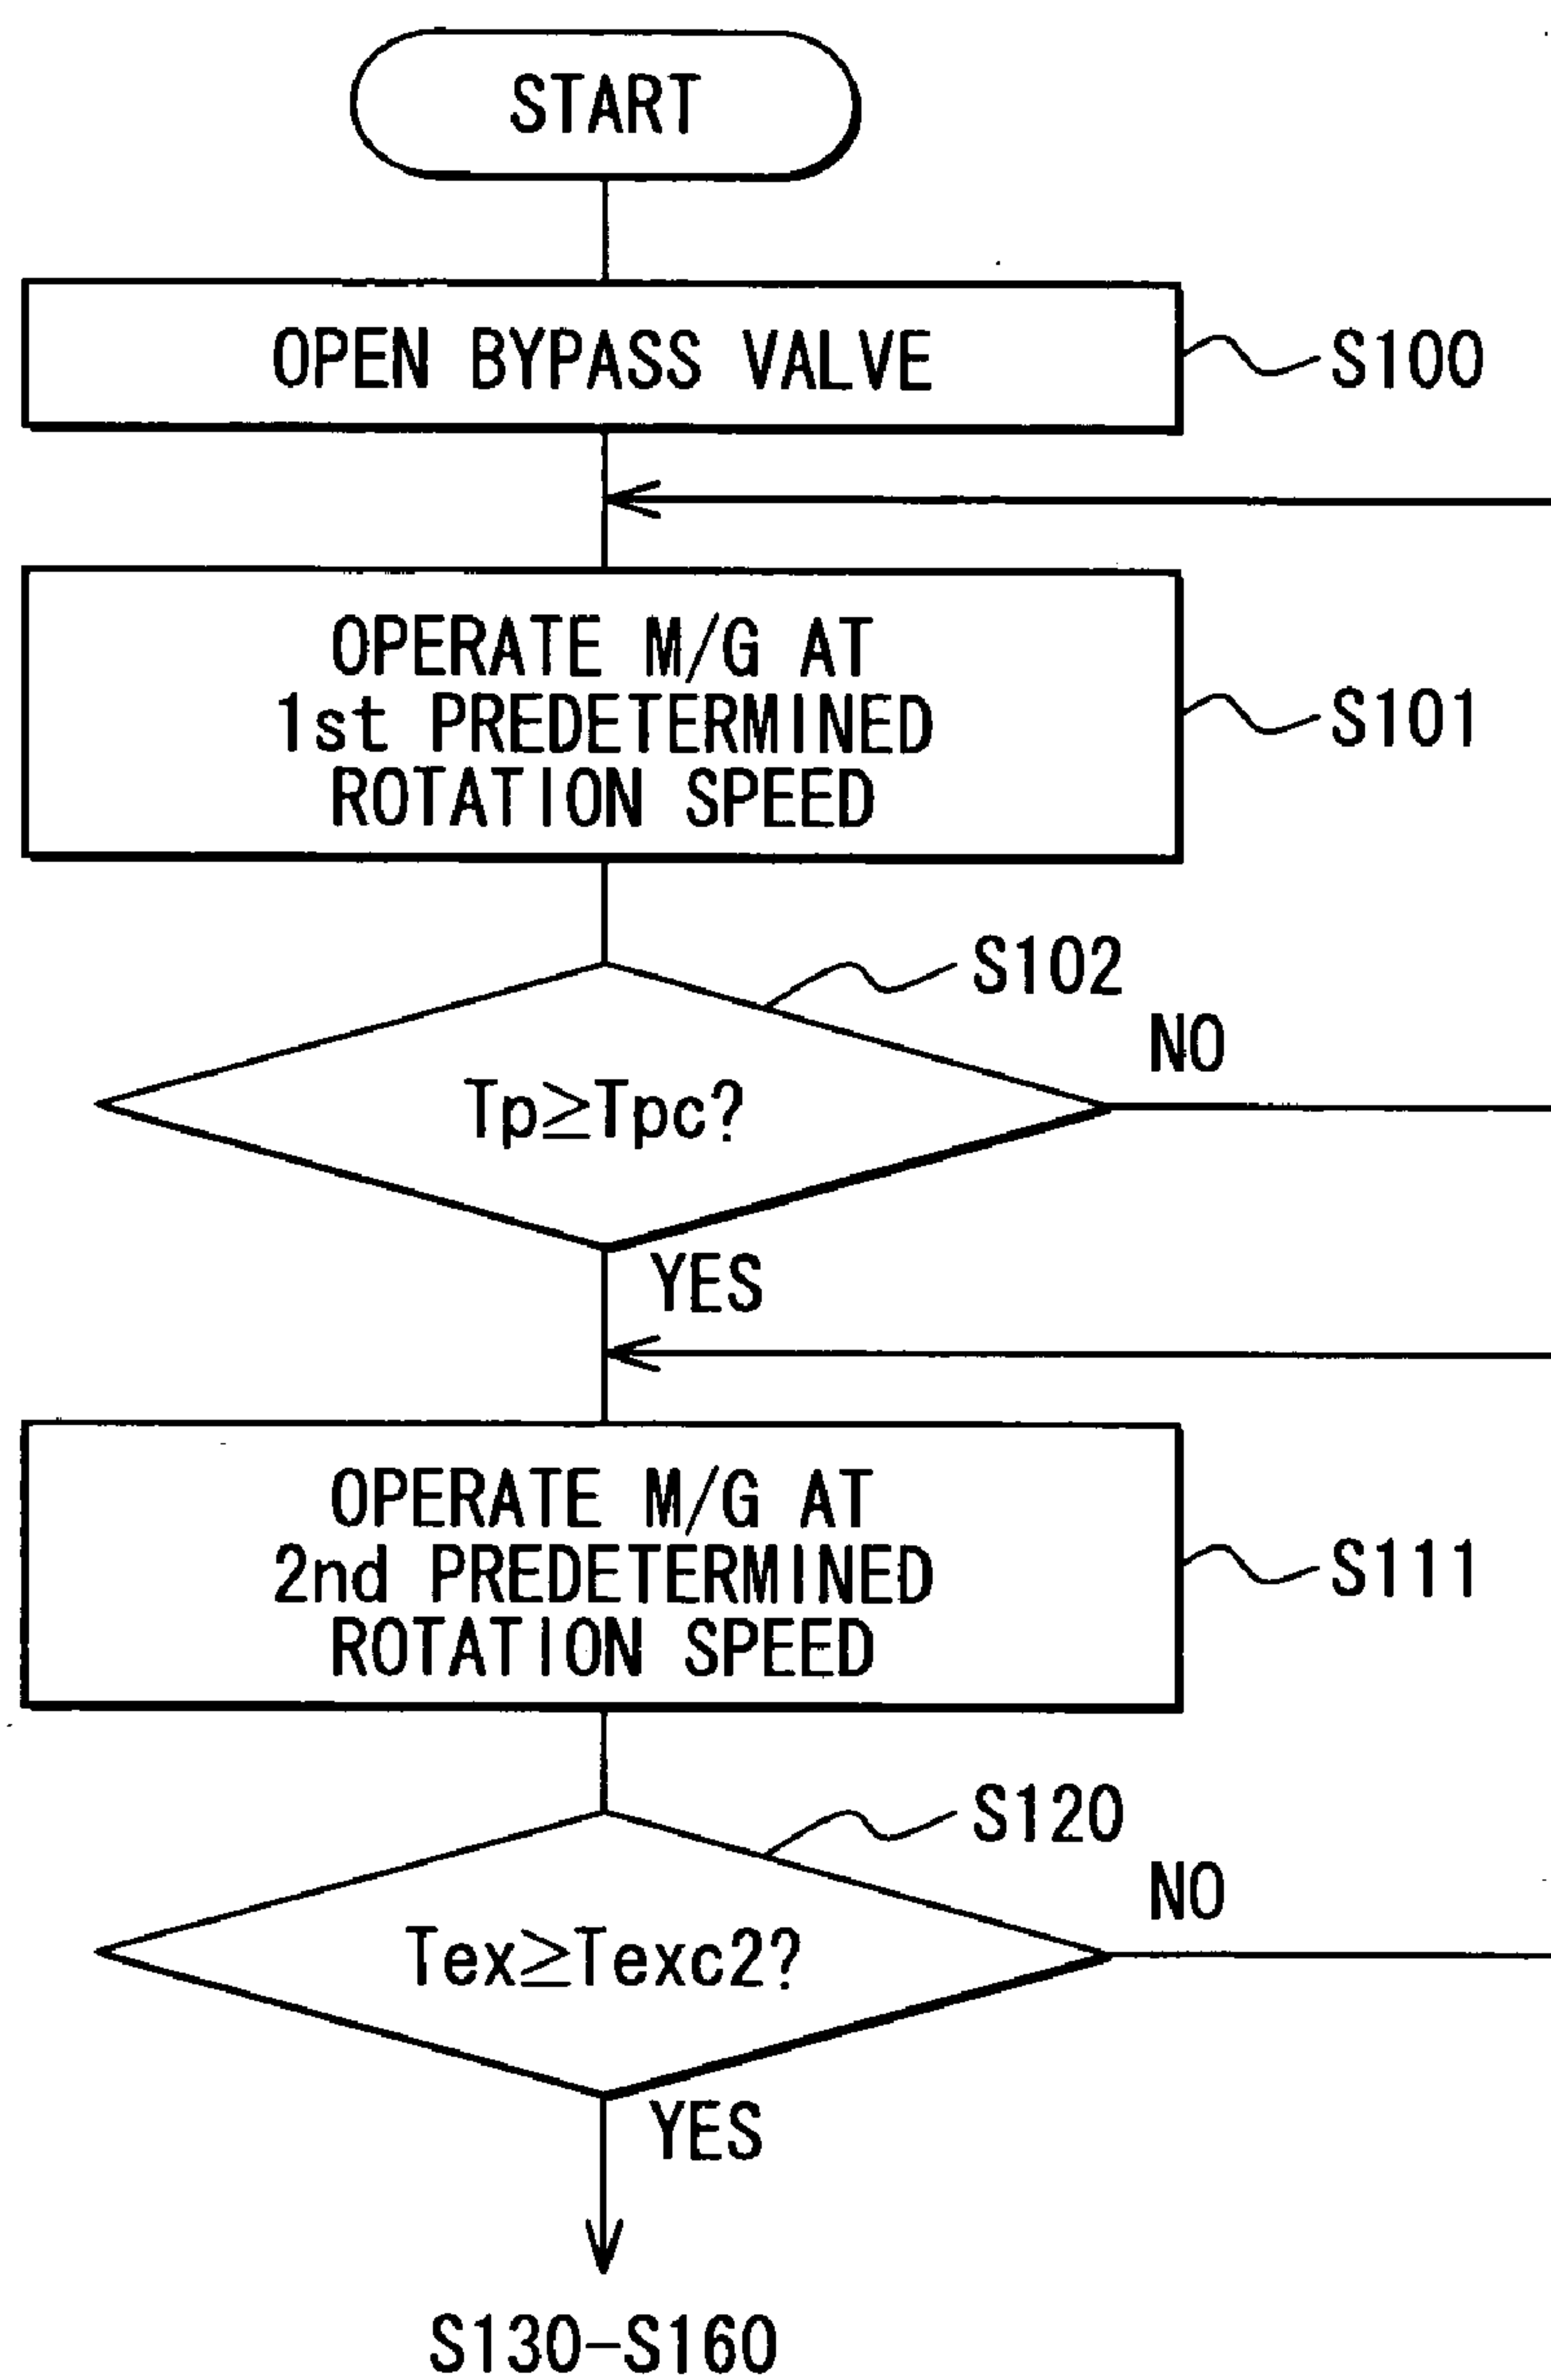 START
OPEN BYPASS VALVE
S100
OPERATE M/G AT
1st PREDETERMINED
ROTATION SPEED
S101
S102
Tp≥Tpc?
NO
YES
OPERATE M/G AT
2nd PREDETERMINED
ROTATION SPEED
S111
S120
Tex≥Texc2?
NO
YES
S130-S160